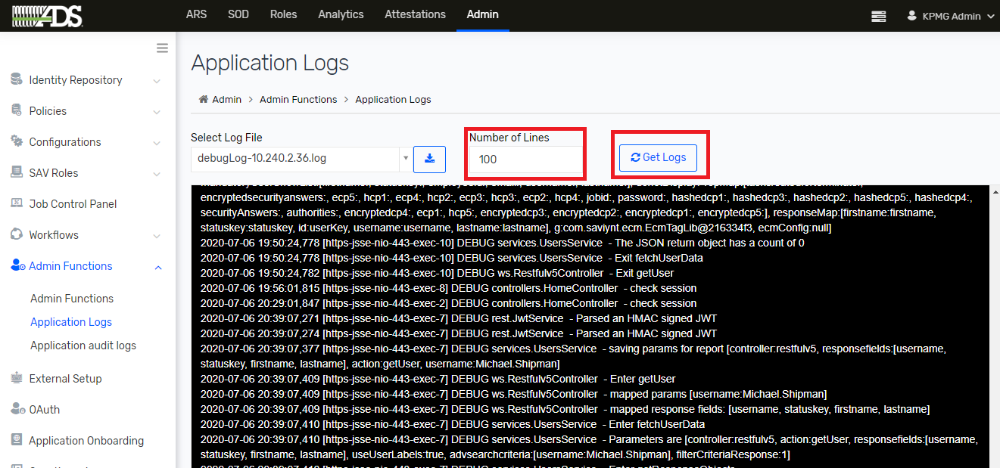 ADS
ARS SOD Roles Analytics Attestations Admin
KPMG Admin
Identity Repository
Policies
Configurations
SAV Roles
Job Control Panel
Workflows
Admin Functions
Admin Functions
Application Logs
Application audit logs
External Setup
OAuth
Application Onboarding
Application Logs
Admin > Admin Functions > Application Logs
Select Log File
debugLog-10.240.2.36.log
Number of Lines
100
Get Logs
encryptedsecurityanswers:, ecp5:, hcp1:, ecp4:, hcp2:, ecp3:, hcp3:, ecp2:, hcp4:, jobid:, password:, hashedcp1:, hashedcp3:, hashedcp2:, hashedcp5:, hashedcp4:,
securityAnswers:, authorities:, encryptedcp4:, ecp1:, hcp5:, encryptedcp3:, encryptedcp2:, encryptedcp1:, encryptedcp5:], responseMap:[firstname:firstname,
statuskey:statuskey, id:userKey, username:username, lastname:lastname], g:com.saviynt.ecm.EcmTagLib@216334f3, ecmConfig:null]
2020-07-06 19:50:24,778 [https-jsse-nio-443-exec-10] DEBUG services.UsersService - The JSON return object has a count of 0
2020-07-06 19:50:24,778 [https-jsse-nio-443-exec-10] DEBUG services.UsersService - Exit fetchUserData
2020-07-06 19:50:24,782 [https-jsse-nio-443-exec-10] DEBUG ws.Restfulv5Controller - Exit getUser
2020-07-06 19:56:01,815 [https-jsse-nio-443-exec-8] DEBUG controllers.HomeController - check session
2020-07-06 20:29:01,847 [https-jsse-nio-443-exec-2] DEBUG controllers.HomeController - check session
2020-07-06 20:39:07,271 [https-jsse-nio-443-exec-7] DEBUG rest.JwtService - Parsed an HMAC signed JWT
2020-07-06 20:39:07,274 [https-jsse-nio-443-exec-7] DEBUG rest.JwtService - Parsed an HMAC signed JWT
2020-07-06 20:39:07,377 [https-jsse-nio-443-exec-7] DEBUG services.UsersService - saving params for report [controller:restfulv5, responsefields:[username,
statuskey, firstname, lastname], action:getUser, username:Michael.Shipman]
2020-07-06 20:39:07,409 [https-jsse-nio-443-exec-7] DEBUG ws.Restfulv5Controller - Enter getUser
2020-07-06 20:39:07,409 [https-jsse-nio-443-exec-7] DEBUG ws.Restfulv5Controller - mapped params [username:Michael.Shipman]
2020-07-06 20:39:07,409 [https-jsse-nio-443-exec-7] DEBUG ws.Restfulv5Controller - mapped response fields: [username, statuskey, firstname, lastname]
2020-07-06 20:39:07,410 [https-jsse-nio-443-exec-7] DEBUG services.UsersService - Enter fetchUserData
2020-07-06 20:39:07,410 [https-jsse-nio-443-exec-7] DEBUG services.UsersService - Parameters are [controller:restfulv5, action:getUser, responsefields:[username,
statuskey, firstname, lastname], useUserLabels:true, advsearchcriteria:[username:Michael.Shipman], filterCriteriaResponse:1]